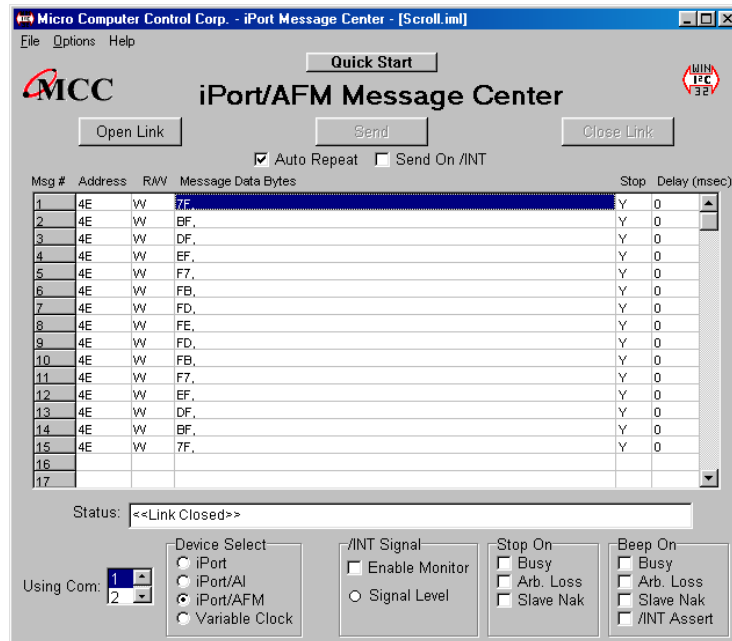 Micro Computer Control Corp. - iPort Message Center - [Scroll.iml]
File Options Help
Quick Start
MCC
iPort/AFM Message Center
WIN
I²C
32
Open Link Send Close Link
Auto Repeat Send On /INT
Msg # Address R/W Message Data Bytes Stop Delay (msec)
1 4E W 7F, Y 0
2 4E W BF, Y 0
3 4E W DF, Y 0
4 4E W EF, Y 0
5 4E W F7, Y 0
6 4E W FB, Y 0
7 4E W FD, Y 0
8 4E W FE, Y 0
9 4E W FD, Y 0
10 4E W FB, Y 0
11 4E W F7, Y 0
12 4E W EF, Y 0
13 4E W DF, Y 0
14 4E W BF, Y 0
15 4E W 7F, Y 0
16
17
Status: <<Link Closed>>
Using Com: 1
2
Device Select
iPort
iPort/AI
iPort/AFM
Variable Clock
/INT Signal
Enable Monitor
Signal Level
Stop On
Busy
Arb. Loss
Slave Nak
Beep On
Busy
Arb. Loss
Slave Nak
/INT Assert